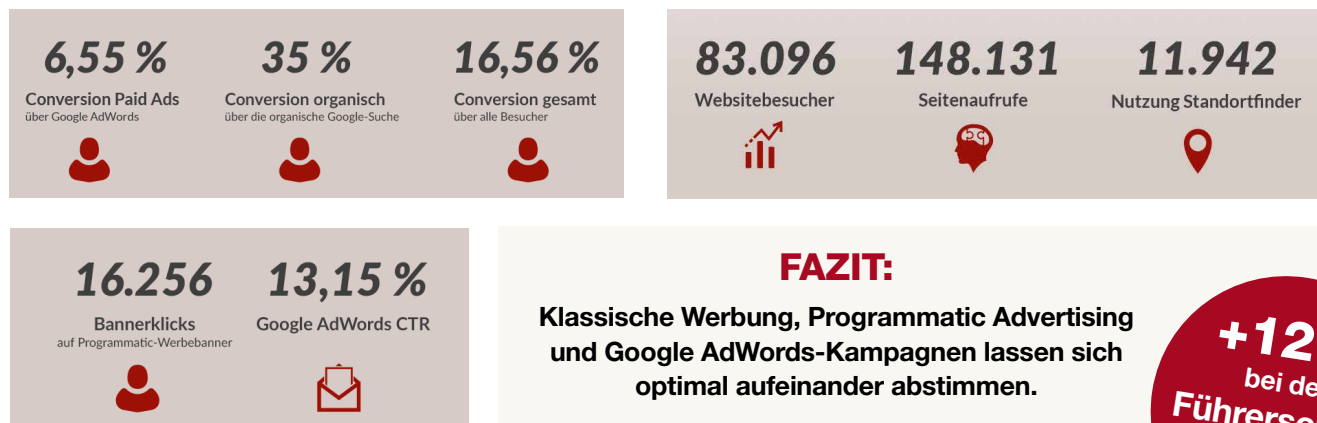 6,55 %
Conversion Paid Ads
über Google AdWords
35 %
Conversion organisch
über die organische Google-Suche
16,56 %
Conversion gesamt
über alle Besucher
83.096
Websitebesucher
148.131
Seitenaufrufe
11.942
Nutzung Standortfinder
16.256
Bannerklicks
auf Programmatic-Werbebanner
13,15 %
Google AdWords CTR
FAZIT:
Klassische Werbung, Programmatic Advertising
und Google AdWords-Kampagnen lassen sich
optimal aufeinander abstimmen.
+12
bei